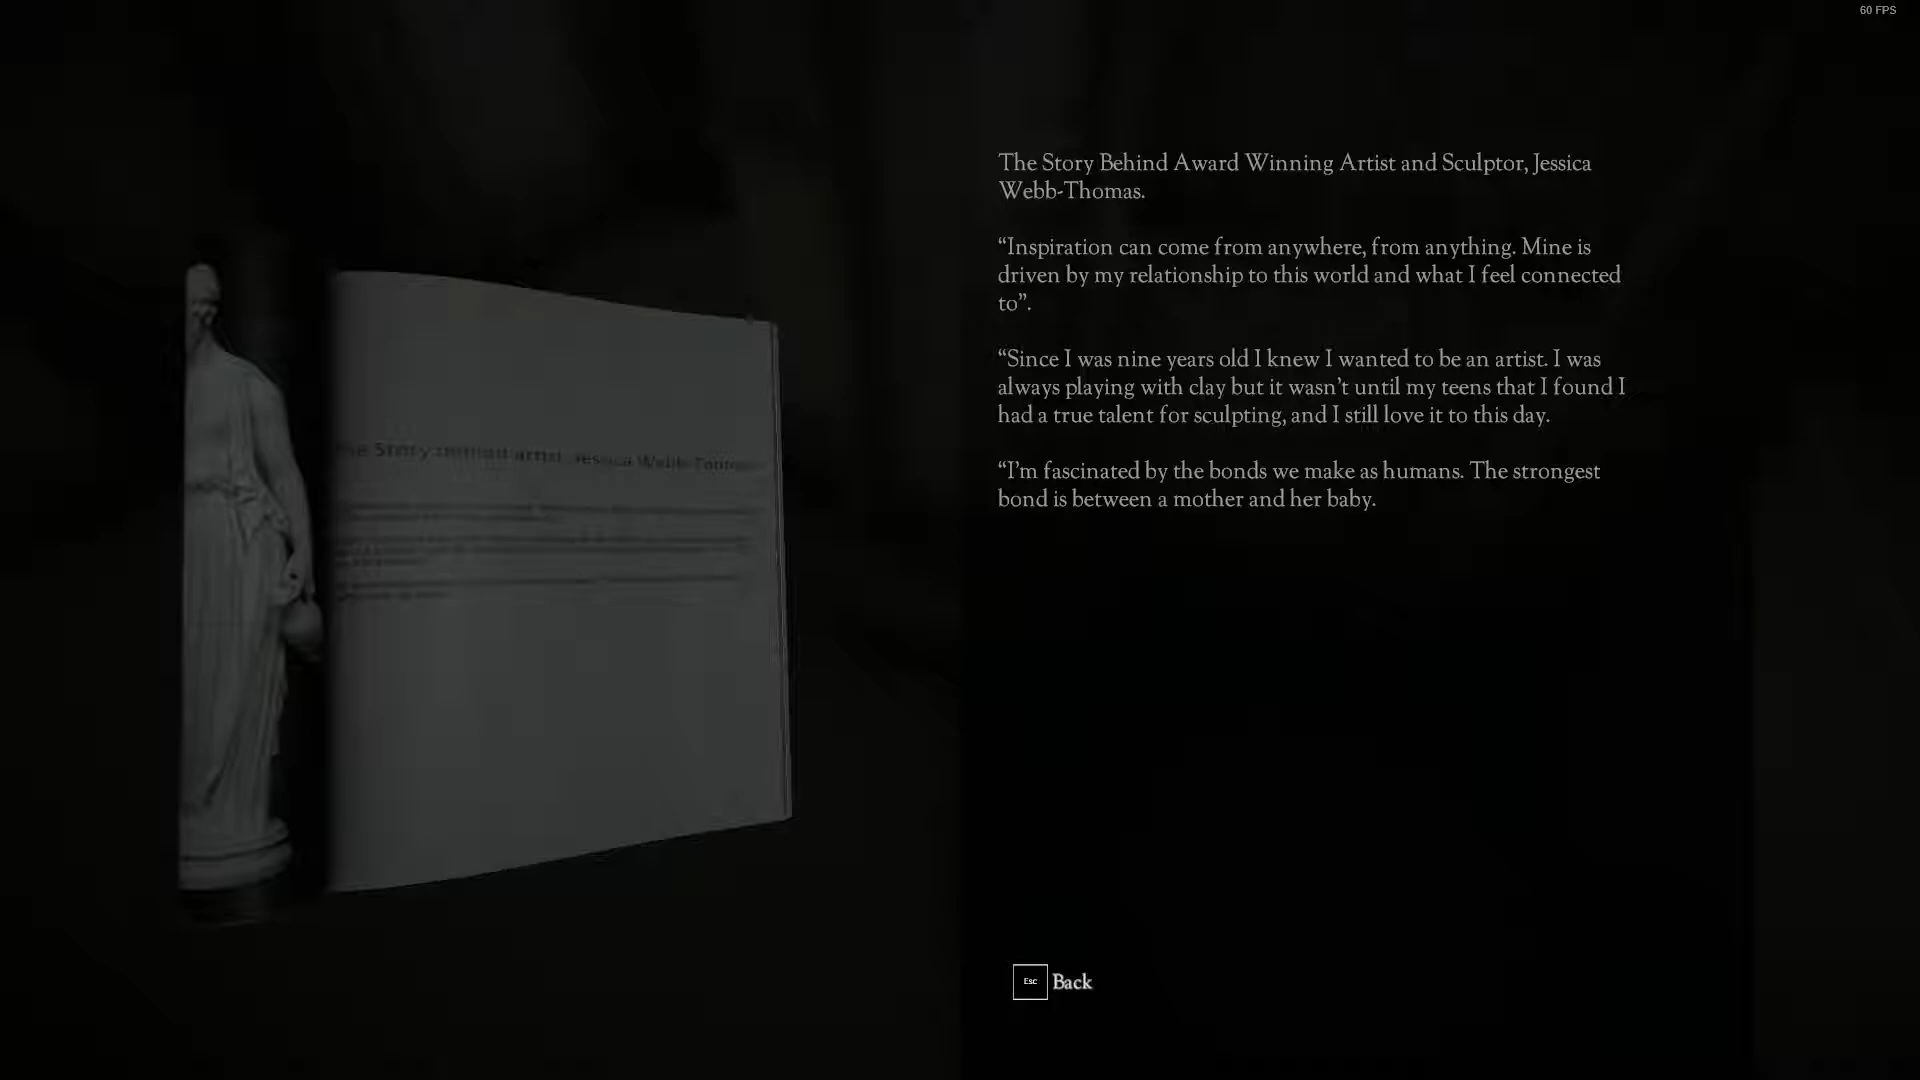 60 FPS
The Story Behind Award Winning Artist and Sculptor, Jessica
Webb-Thomas.
“Inspiration can come from anywhere, from anything. Mine is
driven by my relationship to this world and what I feel connected
to”.
“Since I was nine years old I knew I wanted to be an artist. I was
always playing with clay but it wasn't until my teens that I found I
had a true talent for sculpting, and I still love it to this day.
“I'm fascinated by the bonds we make as humans. The strongest
bond is between a mother and her baby.
Esc Back